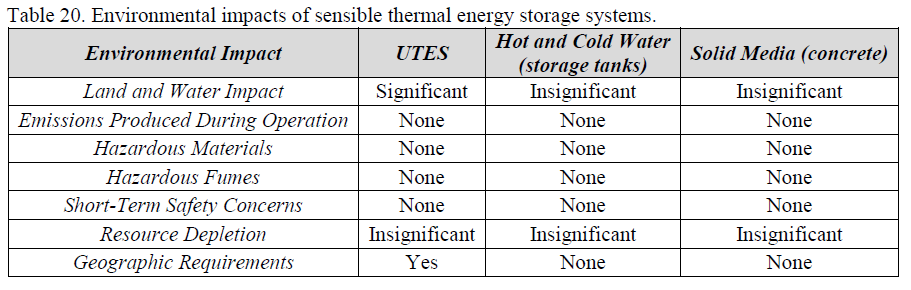 Table 20. Environmental impacts of sensible thermal energy storage systems.
Environmental Impact UTES Hot and Cold Water (storage tanks) Solid Media (concrete)
Land and Water Impact Significant Insignificant Insignificant
Emissions Produced During Operation None None None
Hazardous Materials None None None
Hazardous Fumes None None None
Short-Term Safety Concerns None None None
Resource Depletion Insignificant Insignificant Insignificant
Geographic Requirements Yes None None